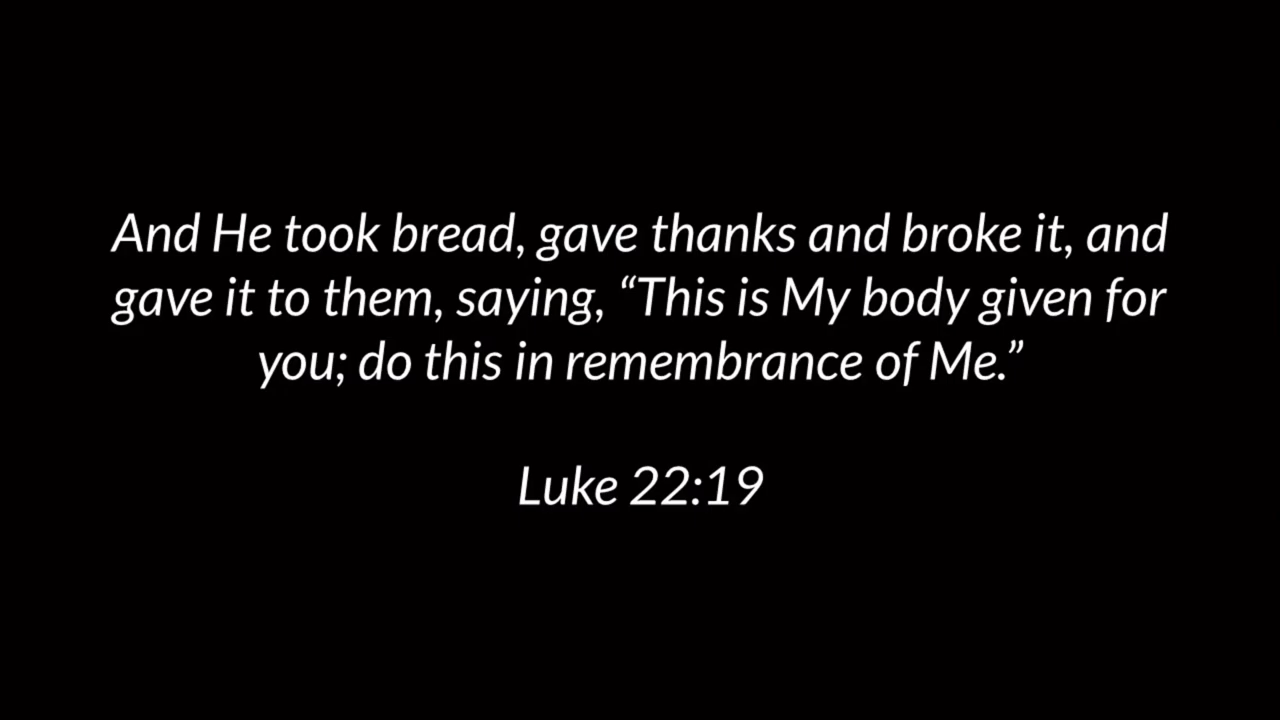 And He took bread, gave thanks and broke it, and
gave it to them, saying, “This is My body given for
you; do this in remembrance of Me.”
Luke 22:19